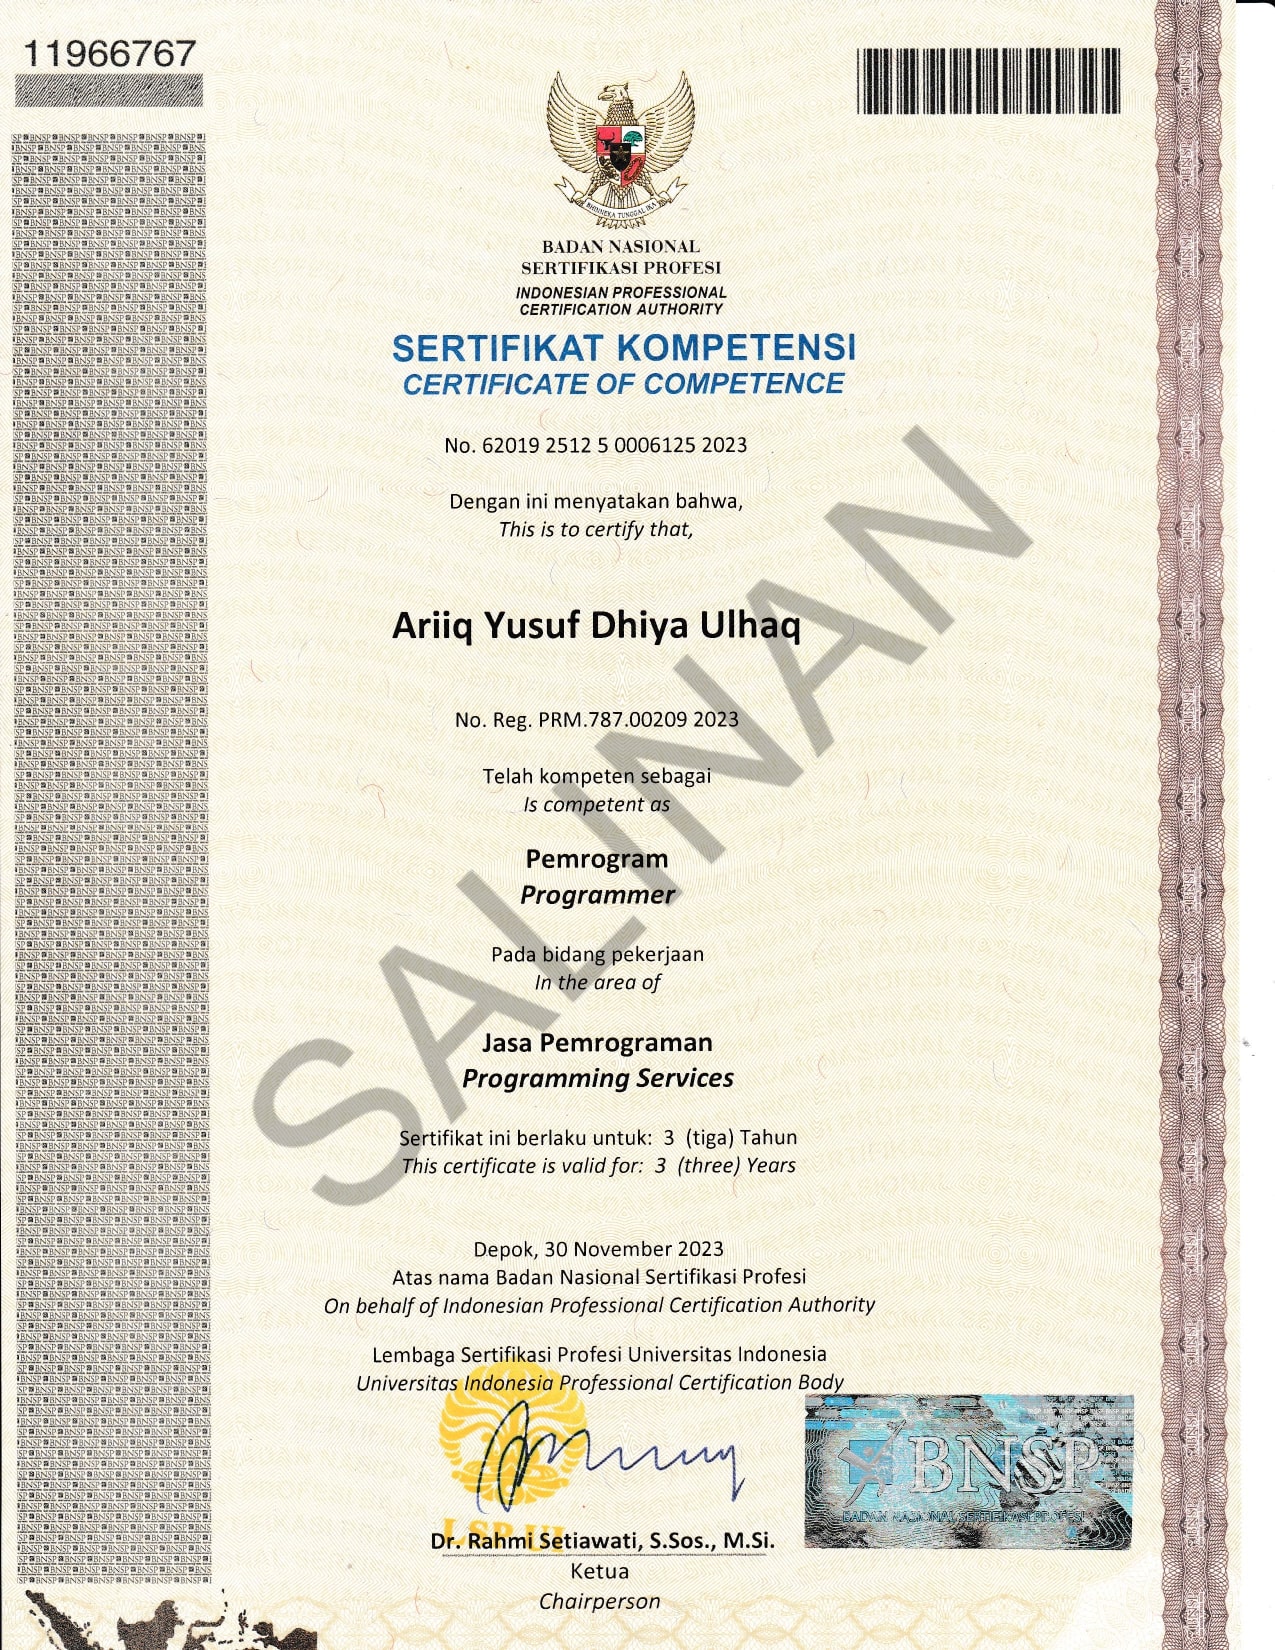 11966767
BHINNEKA TUNGGAL IKA
BADAN NASIONAL
SERTIFIKASI PROFESI
INDONESIAN PROFESSIONAL
CERTIFICATION AUTHORITY
SERTIFIKAT KOMPETENSI
CERTIFICATE OF COMPETENCE
No. 62019 2512 5 0006125 2023
Dengan ini menyatakan bahwa,
This is to certify that,
Ariiq Yusuf Dhiya Ulhaq
No. Reg. PRM.787.00209 2023
Telah kompeten sebagai
Is competent as
Pemrogram
Programmer
Pada bidang pekerjaan
In the area of
Jasa Pemrograman
Programming Services
Sertifikat ini berlaku untuk: 3 (tiga) Tahun
This certificate is valid for: 3 (three) Years
SALINAN
Depok, 30 November 2023
Atas nama Badan Nasional Sertifikasi Profesi
On behalf of Indonesian Professional Certification Authority
Lembaga Sertifikasi Profesi Universitas Indonesia
Universitas Indonesia Professional Certification Body
BNSP
BADAN NASIONAL SERTIFIKASI PROFESI
LSP UI
Dr. Rahmi Setiawati, S.Sos., M.Si.
Ketua
Chairperson